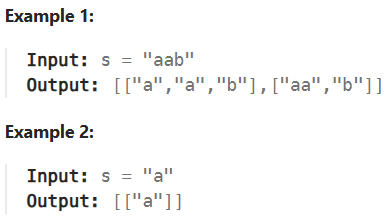 Example 1:
Input: s = "aab"
Output: [["a","a","b"],["aa","b"]]
Example 2:
Input: s = "a"
Output: [["a"]]